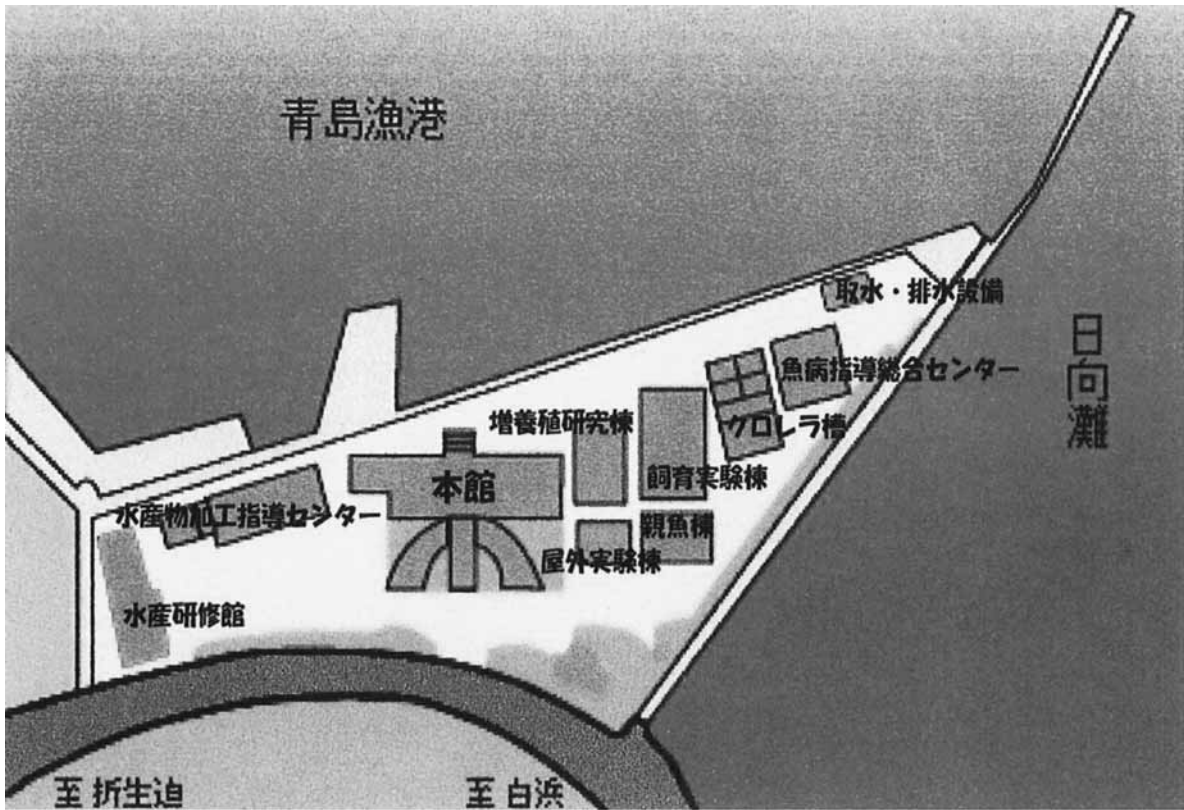 青島漁港
取水・排水設備
日向灘
魚病指導総合センター
増養殖研究棟
クロレラ槽
本館
飼育実験棟
水産物加工指導センター
親魚棟
屋外実験棟
水産研修館
至 折生迫
至 白浜